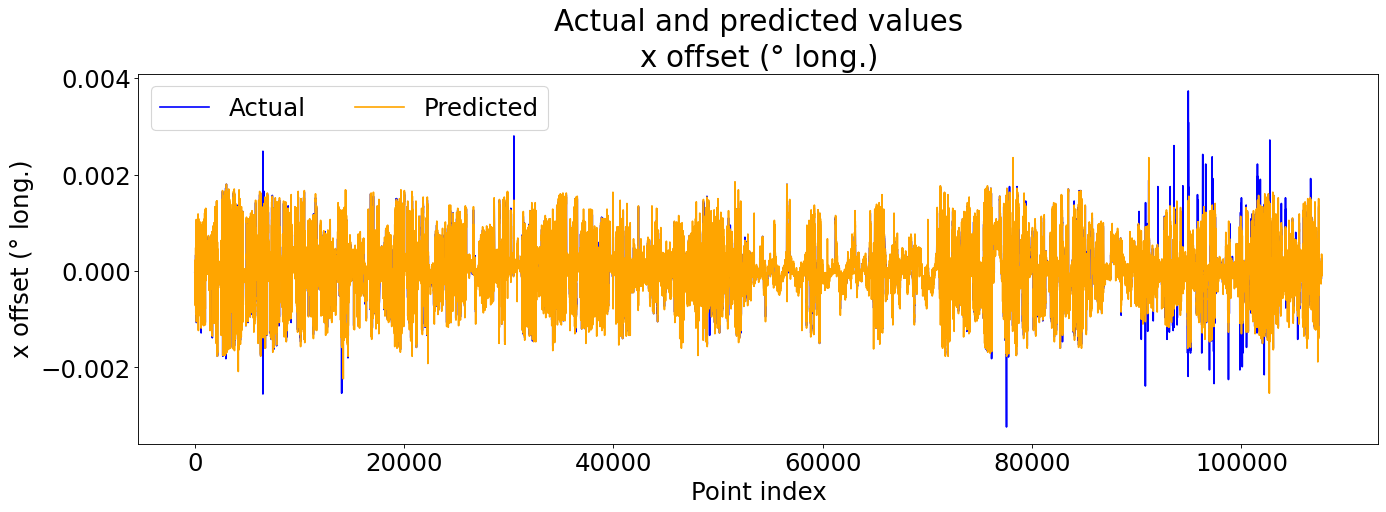 Actual and predicted values
x offset (° long.)
Actual
Predicted
x offset (° long.)
0.004
0.002
0.000
−0.002
0
20000
40000
60000
80000
100000
Point index